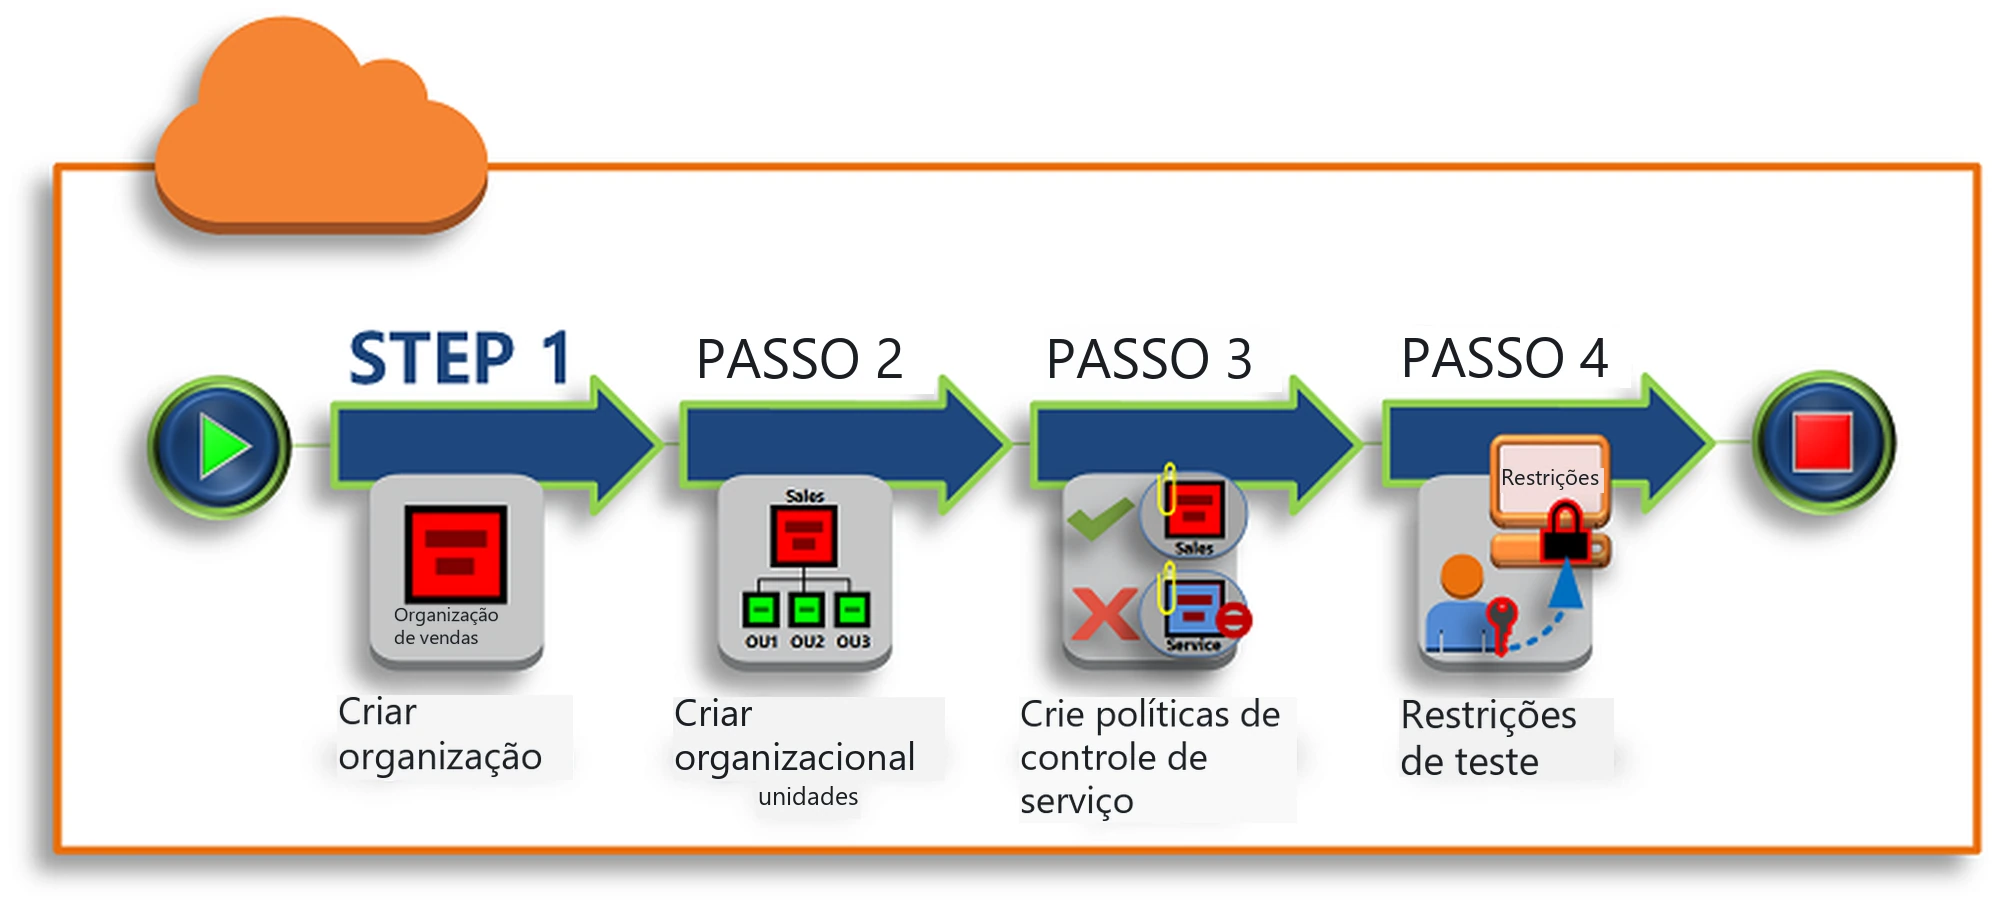 STEP 1
PASSO 2
PASSO 3
PASSO 4
Organização
de vendas
Sales
OU1 OU2 OU3
Sales
Service
Restrições
Criar
organização
Criar
organizacional
unidades
Crie políticas de
controle de
serviço
Restrições
de teste